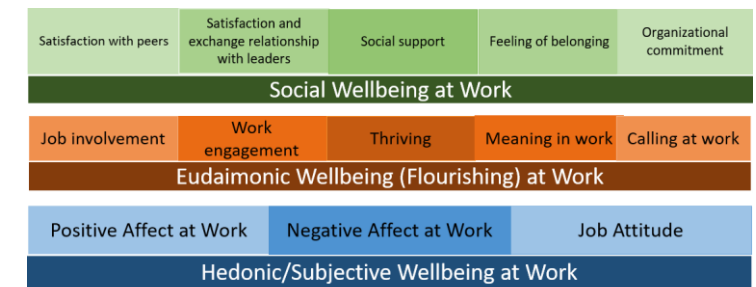 Satisfaction with peers
Satisfaction and
exchange relationship
with leaders
Social support
Feeling of belonging
Organizational
commitment
Social Wellbeing at Work
Job involvement
Work
engagement
Thriving
Meaning in work
Calling at work
Eudaimonic Wellbeing (Flourishing) at Work
Positive Affect at Work
Negative Affect at Work
Job Attitude
Hedonic/Subjective Wellbeing at Work